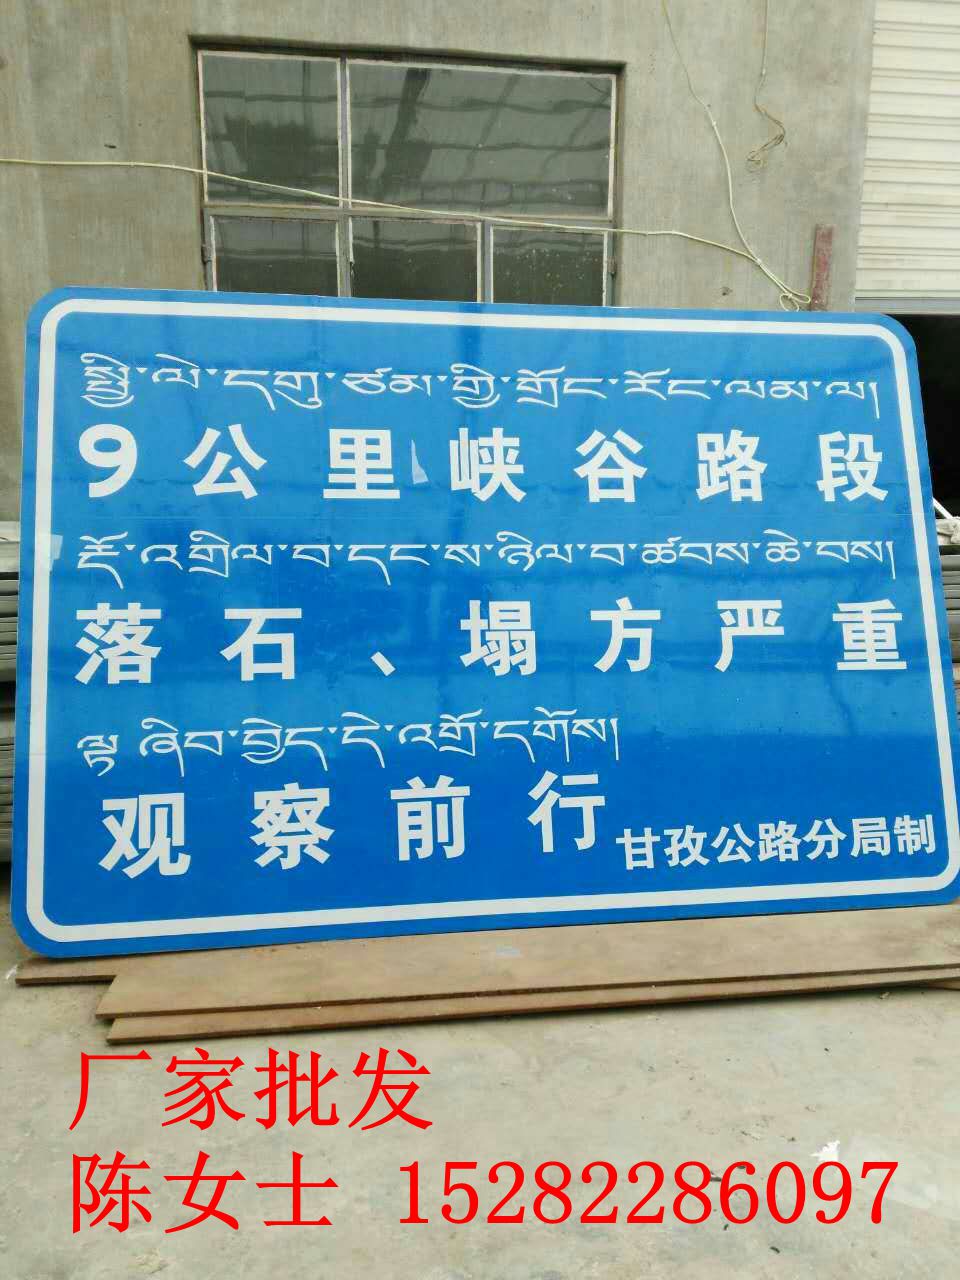 སྤྱི་ལེ་དགུ་ཙམ་གྱི་གྲོང་རོང་ལམ་ལ།
9公里峡谷路段
རྡོ་འགྲིལ་བ་དང་ས་ཉིལ་བ་ཚབས་ཆེ་བས།
落石、塌方严重
ལྟ་ཞིབ་བྱེད་དེ་འགྲོ་དགོས།
观察前行
甘孜公路分局制
厂家批发
陈女士 15282286097